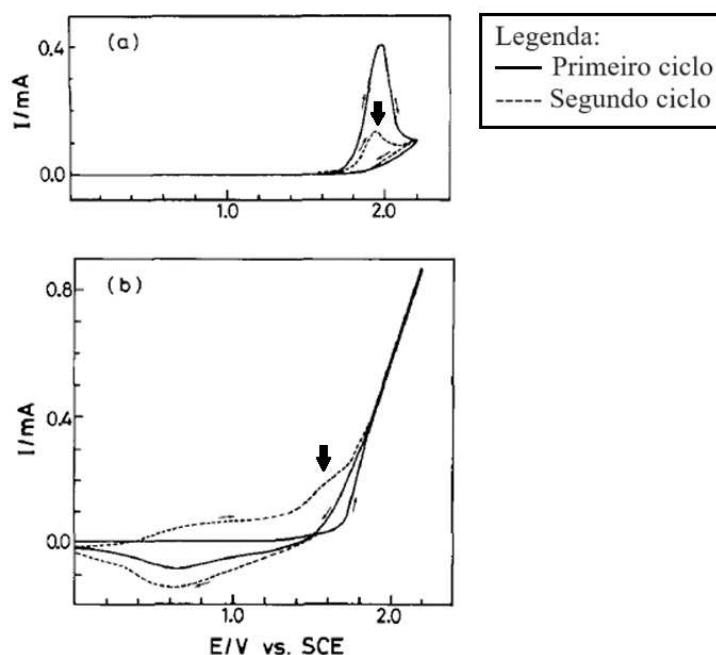 (a)
I/mA
0.4
0.0
1.0
2.0
Legenda:
Primeiro ciclo
Segundo ciclo
(b)
I/mA
0.8
0.4
0.0
1.0
2.0
E/V vs. SCE